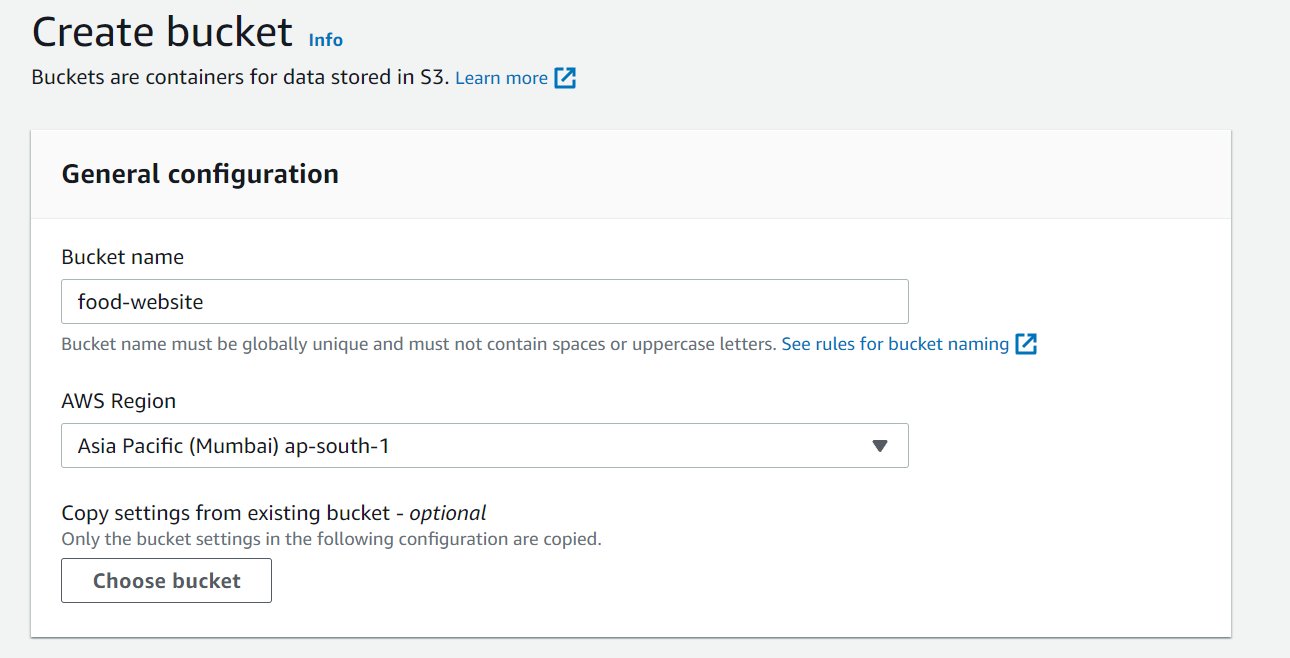 Create bucket Info
Buckets are containers for data stored in S3. Learn more
General configuration
Bucket name
food-website
Bucket name must be globally unique and must not contain spaces or uppercase letters. See rules for bucket naming
AWS Region
Asia Pacific (Mumbai) ap-south-1
Copy settings from existing bucket - optional
Only the bucket settings in the following configuration are copied.
Choose bucket